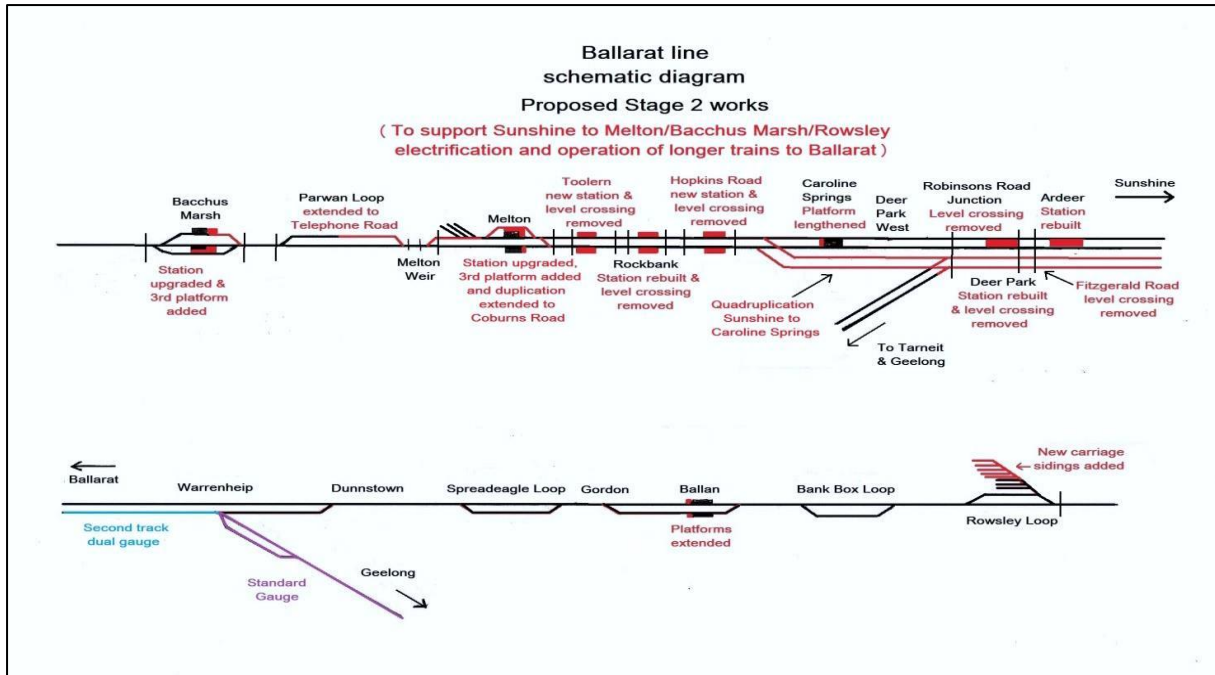 Ballarat line
schematic diagram
Proposed Stage 2 works
( To support Sunshine to Melton/Bacchus Marsh/Rowsley
electrification and operation of longer trains to Ballarat )
Bacchus
Marsh
Station
upgraded &
3rd platform
added
Parwan Loop
extended to
Telephone Road
Melton
Weir
Melton
Station upgraded,
3rd platform added
and duplication
extended to
Coburns Road
Toolern
new station &
level crossing
removed
Rockbank
Station rebuilt &
level crossing
removed
Hopkins Road
new station &
level crossing
removed
Quadruplication
Sunshine to
Caroline Springs
Caroline
Springs
Platform
lengthened
Deer
Park
West
To Tarneit
& Geelong
Robinsons Road
Junction
Level crossing
removed
Deer Park
Station rebuilt
& level crossing
removed
Ardeer
Station
rebuilt
Fitzgerald Road
level crossing
removed
Sunshine
Ballarat
Second track
dual gauge
Warrenheip
Standard
Gauge
Geelong
Dunnstown
Spreadeagle Loop
Gordon
Ballan
Platforms
extended
Bank Box Loop
New carriage
sidings added
Rowsley Loop